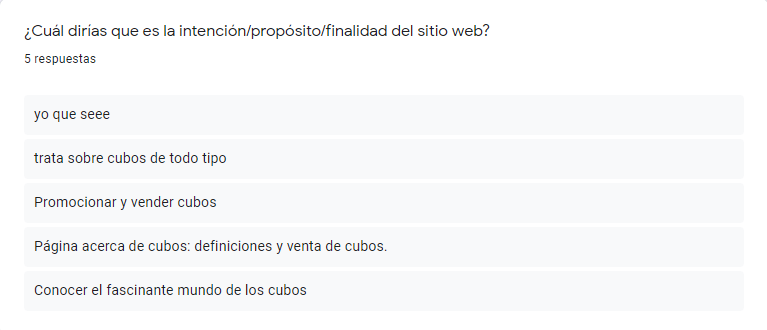 ¿Cuál dirías que es la intención/propósito/finalidad del sitio web?
5 respuestas
yo que seee
trata sobre cubos de todo tipo
Promocionar y vender cubos
Página acerca de cubos: definiciones y venta de cubos.
Conocer el fascinante mundo de los cubos